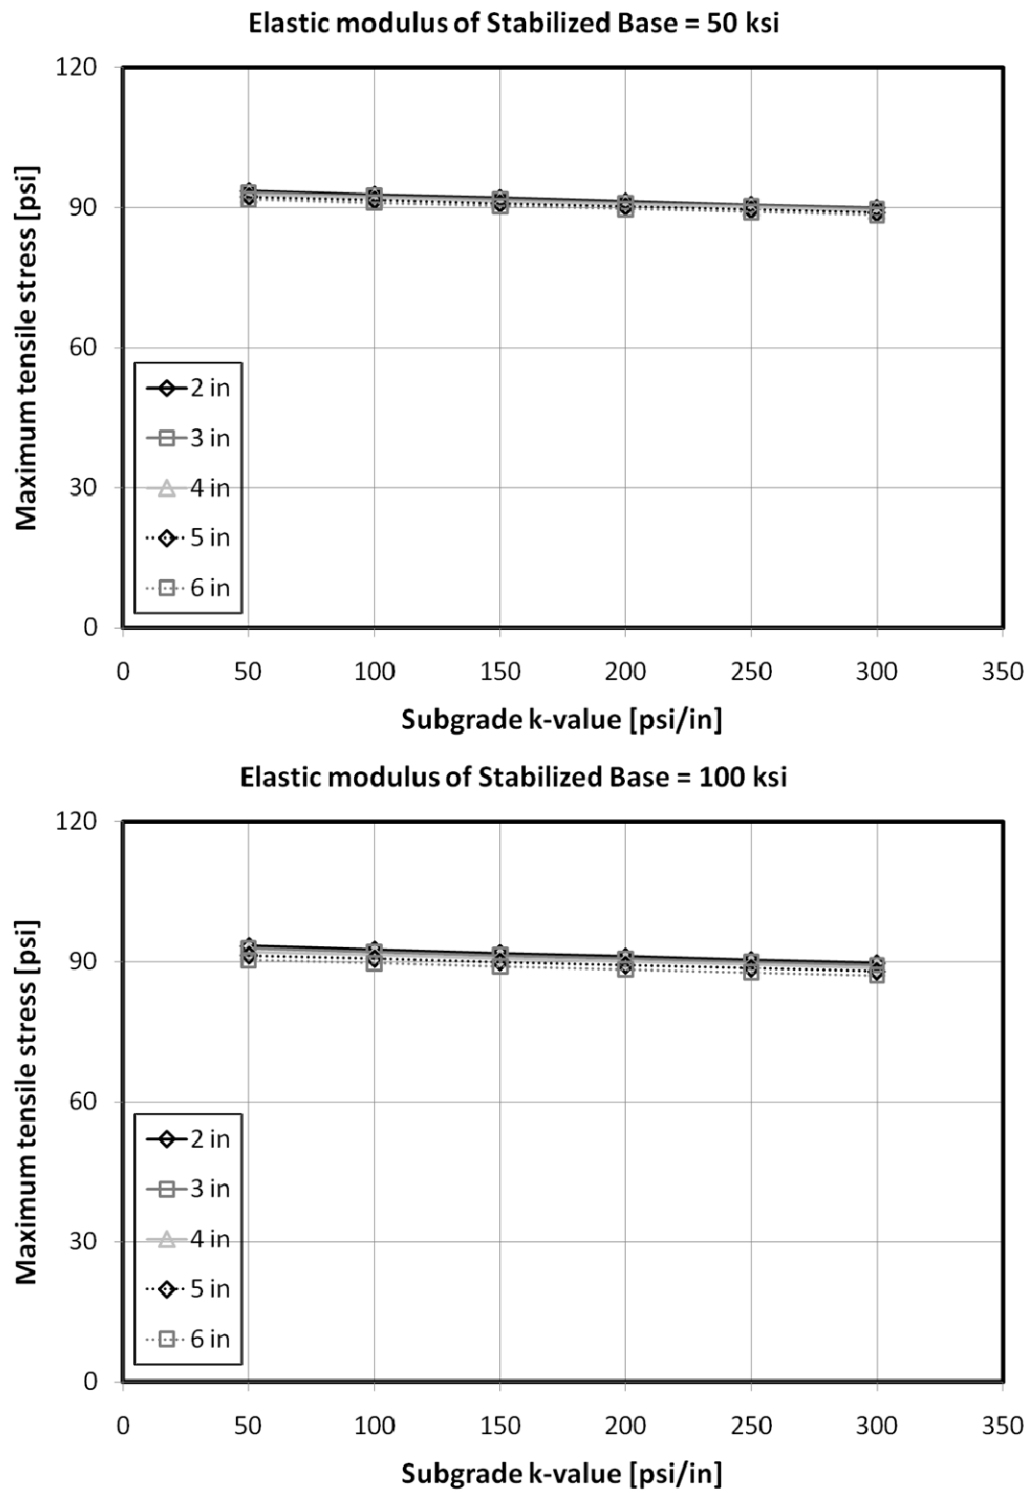 Elastic modulus of Stabilized Base = 50 ksi
120
90
60
30
0
Maximum tensile stress [psi]
2 in
3 in
4 in
5 in
6 in
0 50 100 150 200 250 300 350
Subgrade k-value [psi/in]
Elastic modulus of Stabilized Base = 100 ksi
120
90
60
30
0
Maximum tensile stress [psi]
2 in
3 in
4 in
5 in
6 in
0 50 100 150 200 250 300 350
Subgrade k-value [psi/in]